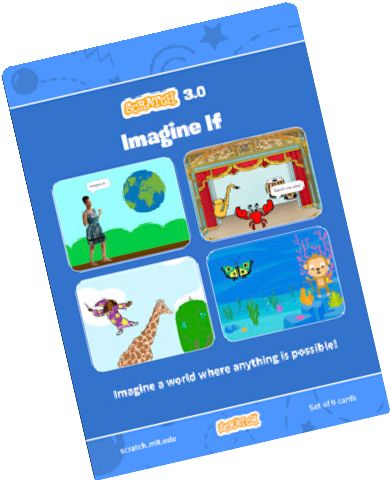 SCRATCH 3.0
Imagine If
Imagine a world where anything is possible!
scratch.mit.edu
SCRATCH
Set of 9 cards